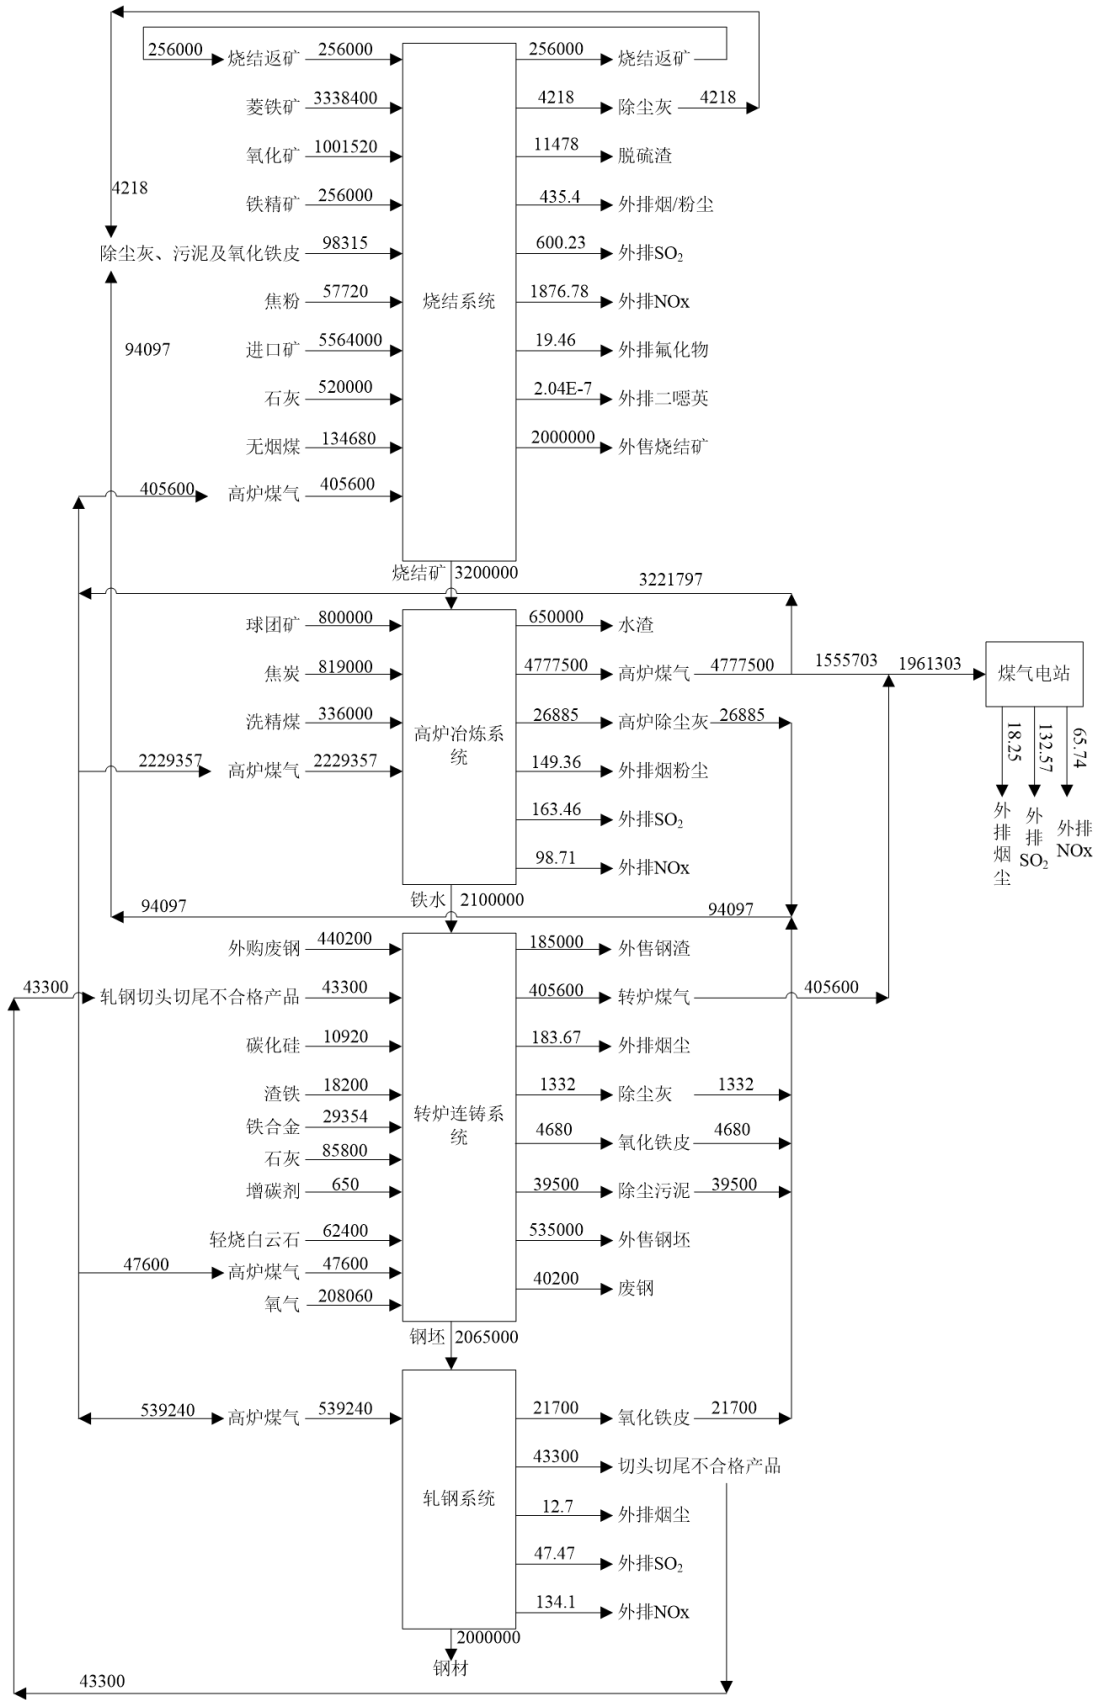 256000 烧结返矿 256000 256000 烧结返矿
菱铁矿 3338400 4218 除尘灰 4218
氧化矿 1001520 11478 脱硫渣
4218
铁精矿 256000 435.4 外排烟/粉尘
除尘灰、污泥及氧化铁皮 98315 600.23 外排SO₂
焦粉 57720 烧结系统 1876.78 外排NOx
94097 进口矿 5564000 19.46 外排氟化物
石灰 520000 2.04E-7 外排二噁英
无烟煤 134680 2000000 外售烧结矿
405600 高炉煤气 405600
烧结矿 3200000
3221797
球团矿 800000 650000 水渣
焦炭 819000 4777500 高炉煤气 4777500 1555703 1961303 煤气电站
洗精煤 336000 26885 高炉除尘灰 26885
高炉冶炼系
统
18.25 132.57 65.74
2229357 高炉煤气 2229357 149.36 外排烟粉尘
163.46 外排SO₂
外排烟尘 外排SO₂ 外排NOx
98.71 外排NOx
铁水 2100000
94097 94097
外购废钢 440200 185000 外售钢渣
43300 轧钢切头切尾不合格产品 43300 405600 转炉煤气 405600
碳化硅 10920 183.67 外排烟尘
渣铁 18200 1332 除尘灰 1332
转炉连铸系
统
铁合金 29354
4680 氧化铁皮 4680
石灰 85800
增碳剂 650 39500 除尘污泥 39500
轻烧白云石 62400 535000 外售钢坯
47600 高炉煤气 47600
40200 废钢
氧气 208060
钢坯 2065000
539240 高炉煤气 539240 21700 氧化铁皮 21700
43300 切头切尾不合格产品
轧钢系统
12.7 外排烟尘
47.47 外排SO₂
134.1 外排NOx
2000000
钢材
43300